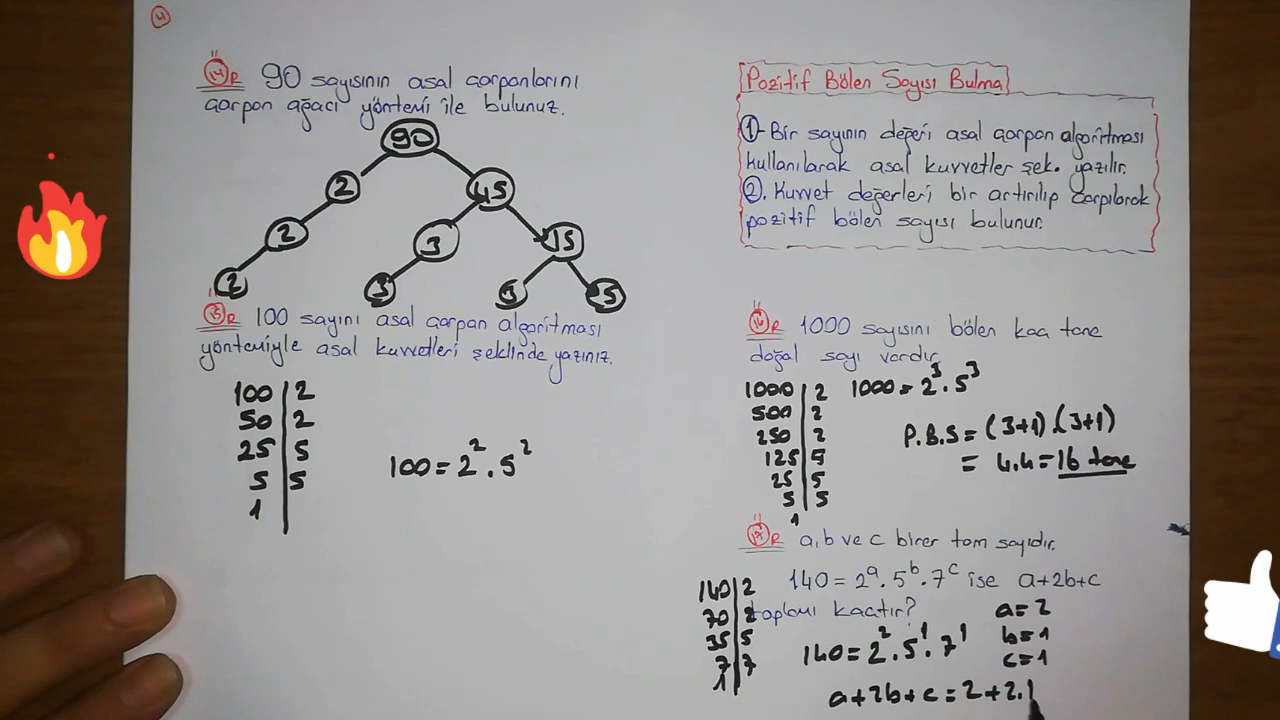 4
14 R 90 sayısının asal çarpanlarını
çarpan ağacı yöntemi ile bulunuz.
90
2 45
2 3 15
2 3 3 5
15 R 100 sayını asal çarpan algoritması
yöntemiyle asal kuvvetleri şeklinde yazınız.
100 | 2
50 | 2
25 | 5
5 | 5
1
100 = 2² . 5²
Pozitif Bölen Sayısı Bulma
1 - Bir sayının değeri asal çarpan algoritması
kullanılarak asal kuvvetler şek. yazılır.
2. Kuvvet değerleri bir artırılıp çarpılarak
pozitif bölen sayısı bulunur.
16 R 1000 sayısını bölen kaç tane
doğal sayı vardır
1000 | 2
500 | 2
250 | 2
125 | 5
25 | 5
5 | 5
1
1000 = 2³ . 5³
P.B.S = (3+1).(3+1)
= 4.4 = 16 tane
17 R a, b ve c birer tam sayıdır.
140 = 2ᵃ . 5ᵇ . 7ᶜ ise a+2b+c
toplamı kaçtır?
140 | 2
70 | 2
35 | 5
7 | 7
1
140 = 2² . 5¹ . 7¹
a = 2
b = 1
c = 1
a+2b+c = 2+2.1